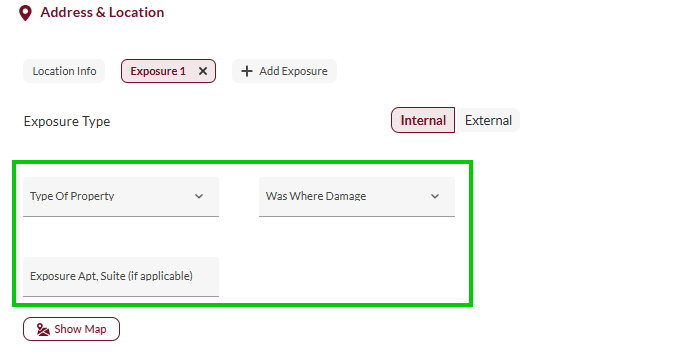 Address & Location
Location Info
Exposure 1
Add Exposure
Exposure Type
Internal
External
Type Of Property
Was Where Damage
Exposure Apt, Suite (if applicable)
Show Map